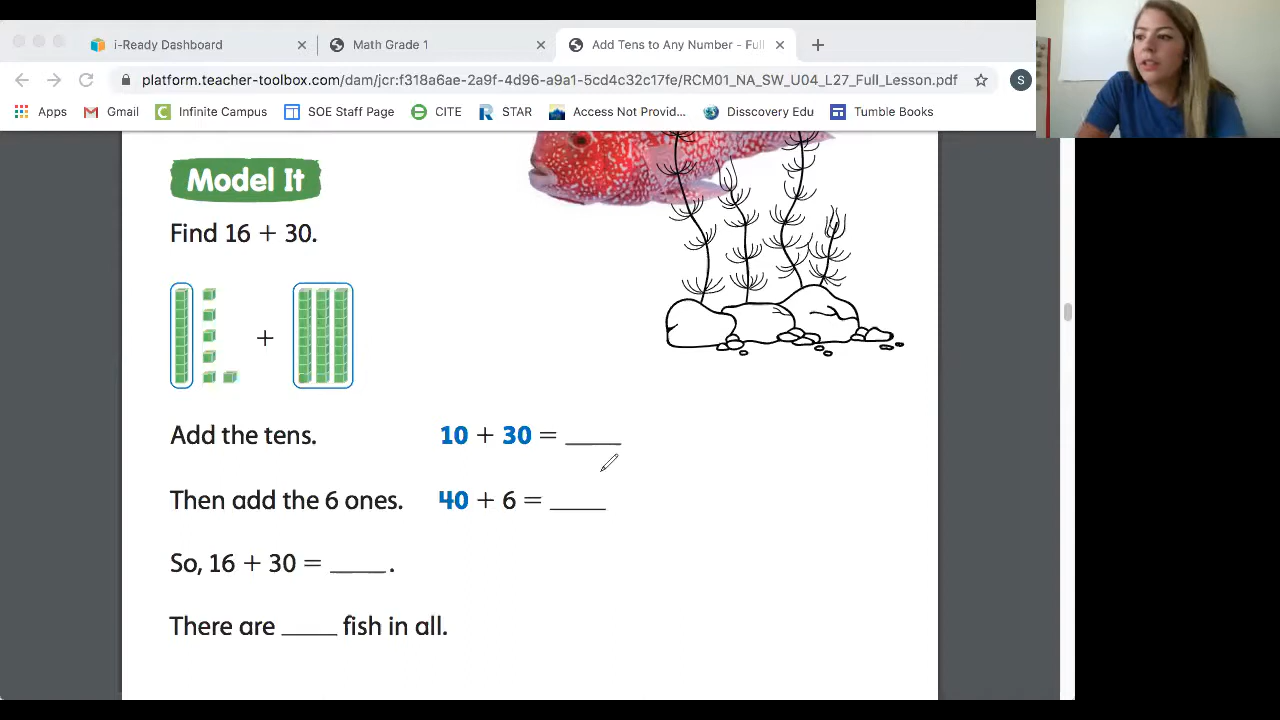 i-Ready Dashboard
Math Grade 1
Add Tens to Any Number - Full
platform.teacher-toolbox.com/dam/jcr:f318a6ae-2a9f-4d96-a9a1-5cd4c32c17fe/RCM01_NA_SW_U04_L27_Full_Lesson.pdf
S
Apps Gmail Infinite Campus SOE Staff Page CITE STAR Access Not Provid... Disscovery Edu Tumble Books
Model It
Find 16 + 30.
+
Add the tens. 10 + 30 = ____
Then add the 6 ones. 40 + 6 = ____
So, 16 + 30 = ____.
There are ____ fish in all.